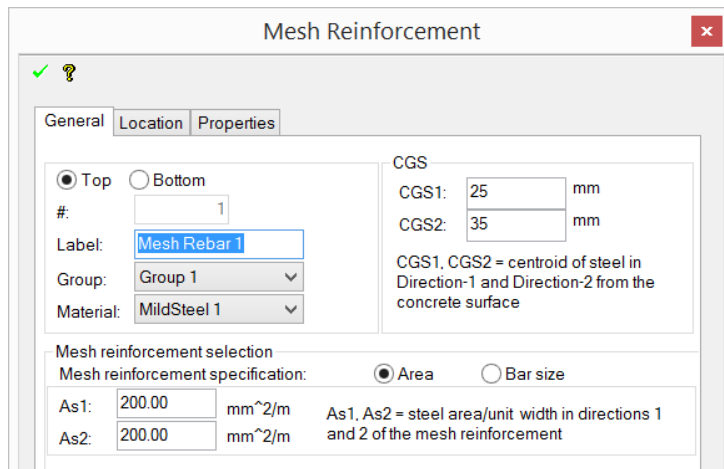 Mesh Reinforcement
x
?
General Location Properties
Top Bottom
#: 1
Label: Mesh Rebar 1
Group: Group 1
Material: MildSteel 1
CGS
CGS1: 25 mm
CGS2: 35 mm
CGS1, CGS2 = centroid of steel in
Direction-1 and Direction-2 from the
concrete surface
Mesh reinforcement selection
Mesh reinforcement specification: Area Bar size
As1: 200.00 mm^2/m
As2: 200.00 mm^2/m
As1, As2 = steel area/unit width in directions 1
and 2 of the mesh reinforcement